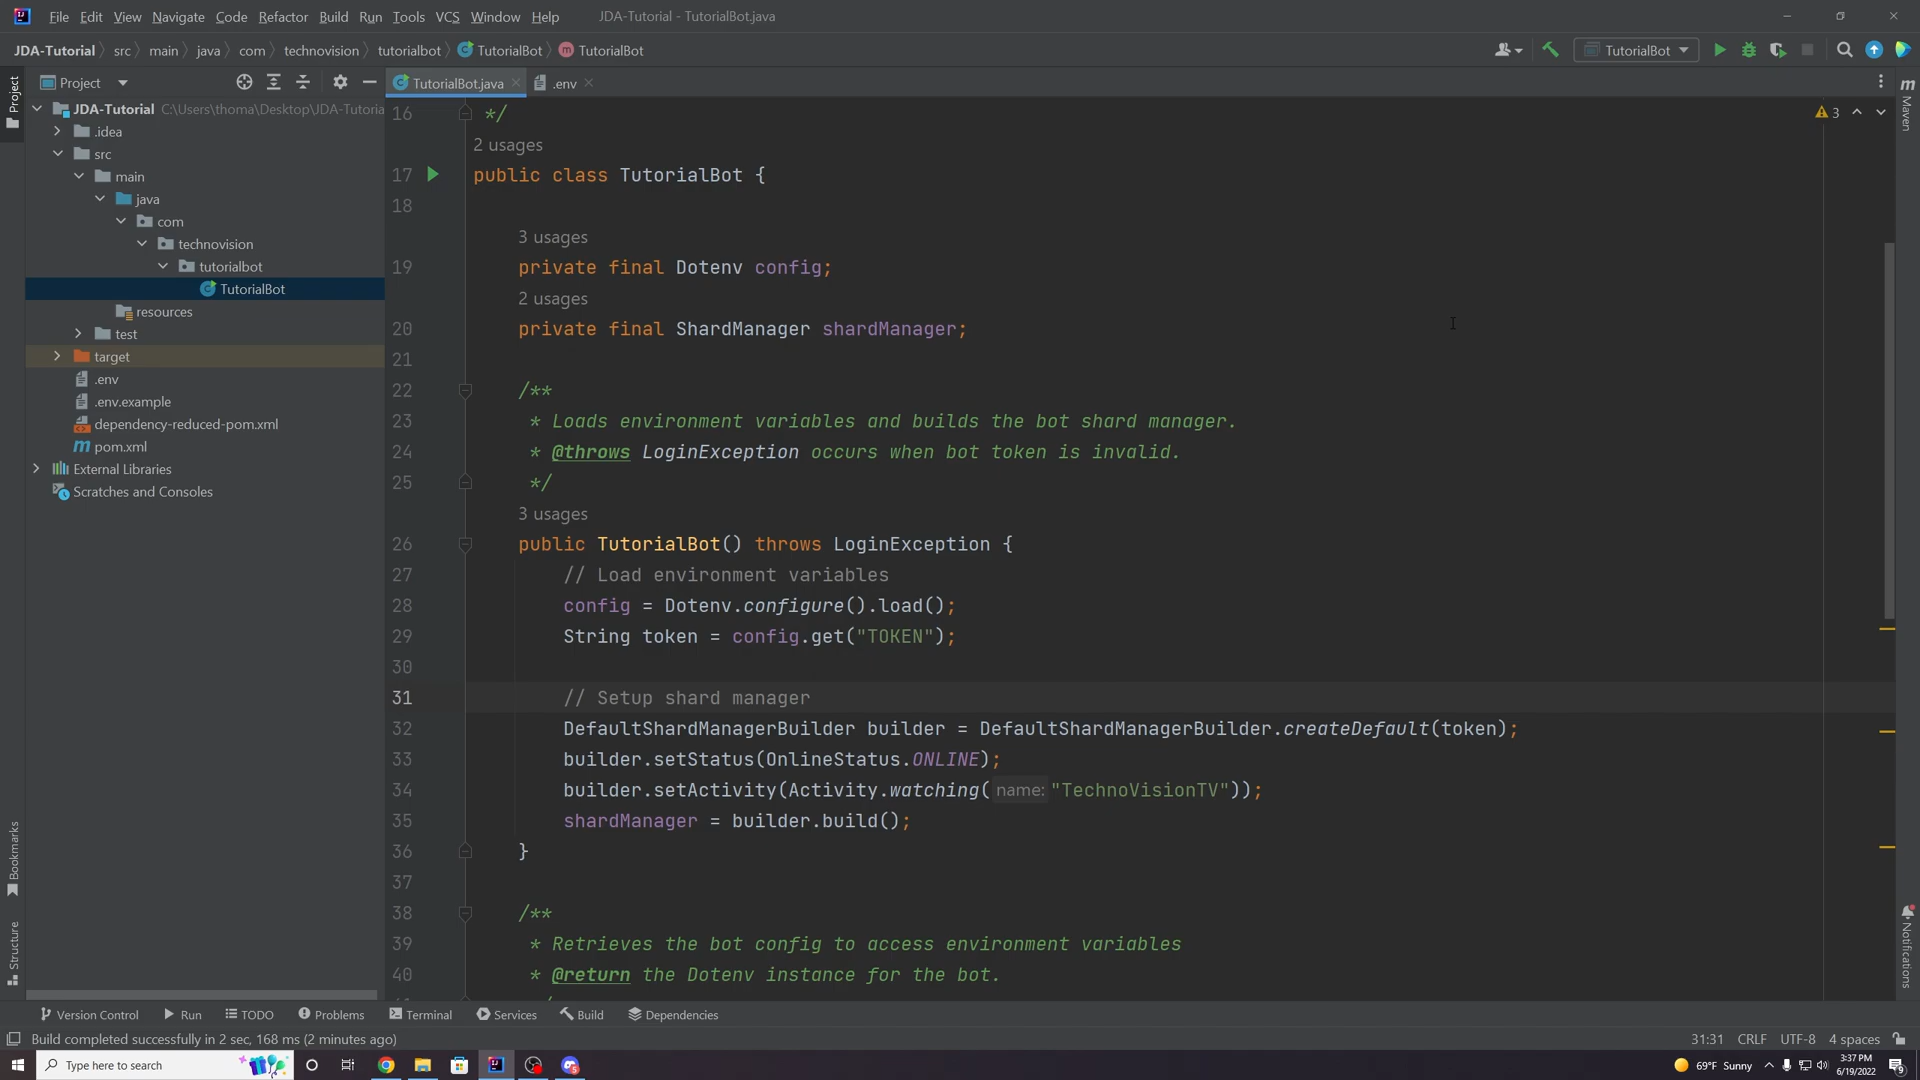 File Edit View Navigate Code Refactor Build Run Tools VCS Window Help JDA-Tutorial - TutorialBot.java
JDA-Tutorial src main java com technovision tutorialbot TutorialBot TutorialBot TutorialBot
Project TutorialBot.java .env
Project
Bookmarks
Structure
JDA-Tutorial C:\Users\thoma\Desktop\JDA-Tutoria
.idea
src
main
java
com
technovision
tutorialbot
TutorialBot
resources
test
target
.env
.env.example
dependency-reduced-pom.xml
pom.xml
External Libraries
Scratches and Consoles
3
16 */
2 usages
17 public class TutorialBot {
18
3 usages
19 private final Dotenv config;
2 usages
20 private final ShardManager shardManager;
21
22 /**
23 * Loads environment variables and builds the bot shard manager.
24 * @throws LoginException occurs when bot token is invalid.
25 */
3 usages
26 public TutorialBot() throws LoginException {
27 // Load environment variables
28 config = Dotenv.configure().load();
29 String token = config.get("TOKEN");
30
31 // Setup shard manager
32 DefaultShardManagerBuilder builder = DefaultShardManagerBuilder.createDefault(token);
33 builder.setStatus(OnlineStatus.ONLINE);
34 builder.setActivity(Activity.watching( name: "TechnoVisionTV"));
35 shardManager = builder.build();
36 }
37
38 /**
39 * Retrieves the bot config to access environment variables
40 * @return the Dotenv instance for the bot.
Maven
Notifications
Version Control Run TODO Problems Terminal Services Build Dependencies
Build completed successfully in 2 sec, 168 ms (2 minutes ago) 31:31 CRLF UTF-8 4 spaces
Type here to search 69°F Sunny 3:37 PM
6/19/2022